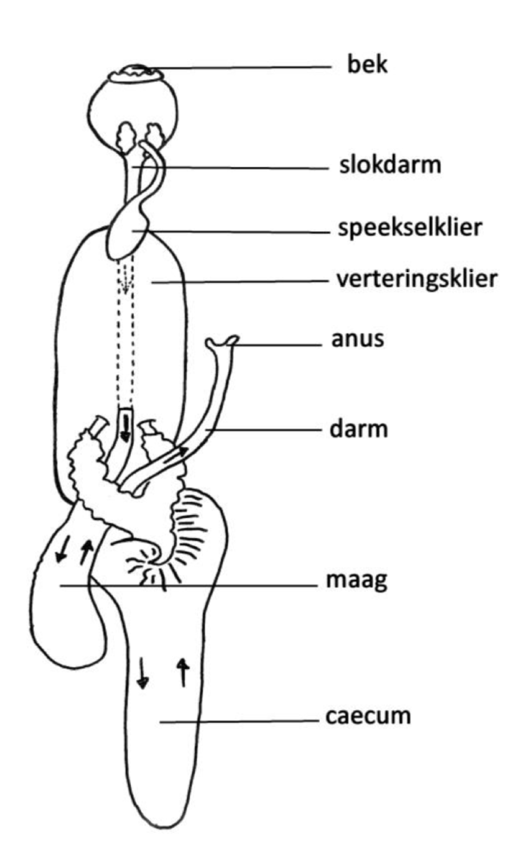 bek
slokdarm
speekselklier
verteringsklier
anus
darm
maag
caecum